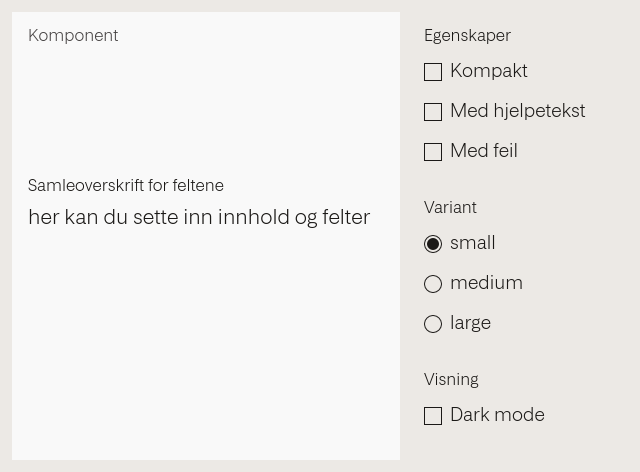 Komponent
Samleoverskrift for feltene
her kan du sette inn innhold og felter
Egenskaper
Kompakt
Med hjelpetekst
Med feil
Variant
small
medium
large
Visning
Dark mode